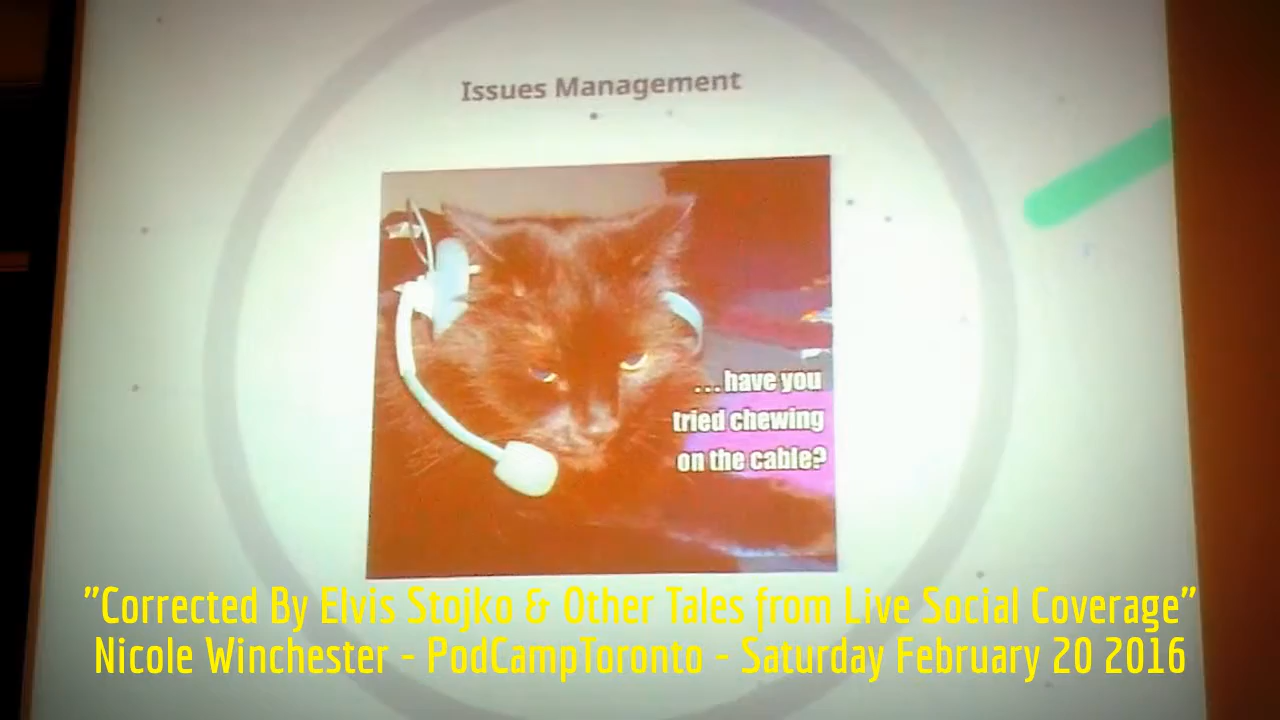 Issues Management
...have you
tried chewing
on the cable?
"Corrected By Elvis Stojko & Other Tales from Live Social Coverage"
Nicole Winchester - PodCampToronto - Saturday February 20 2016